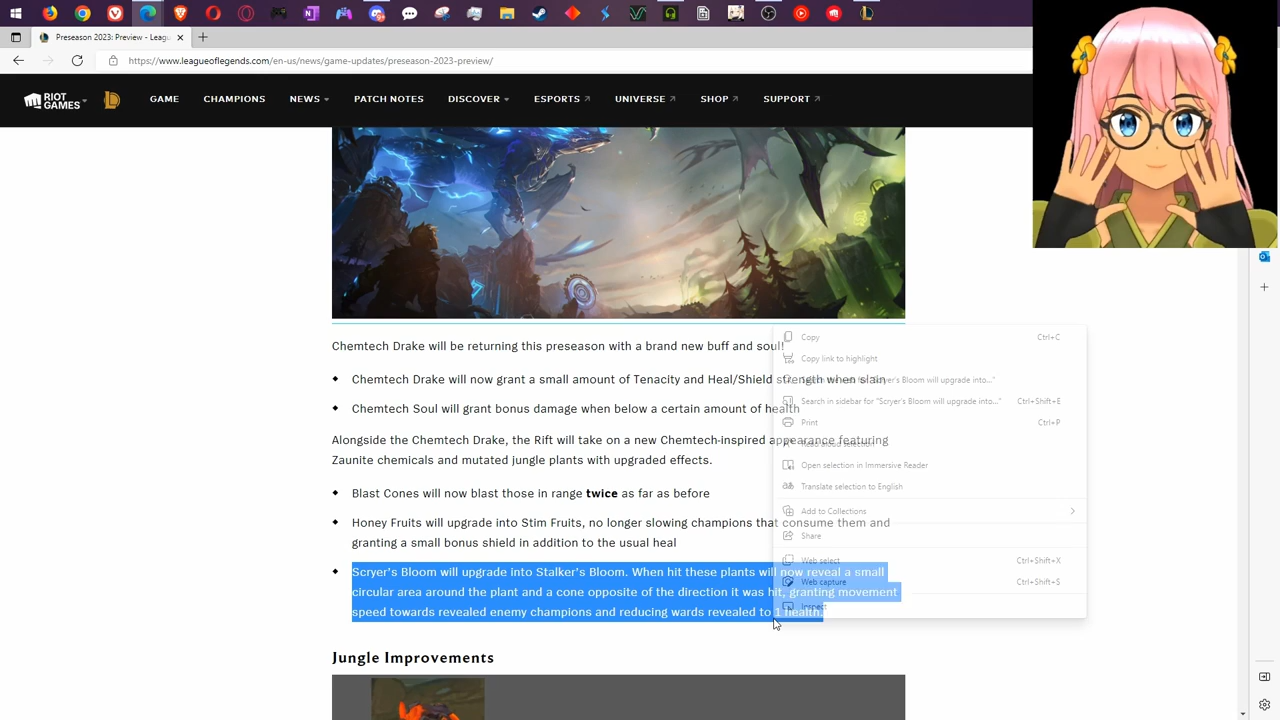 Preseason 2023: Preview - Leag
https://www.leagueoflegends.com/en-us/news/game-updates/preseason-2023-preview/
RIOT
GAMES
GAME
CHAMPIONS
NEWS
PATCH NOTES
DISCOVER
ESPORTS
UNIVERSE
SHOP
SUPPORT
Chemtech Drake will be returning this preseason with a brand new buff and soul!
Chemtech Drake will now grant a small amount of Tenacity and Heal/Shield strength when slain
Chemtech Soul will grant bonus damage when below a certain amount of health
Alongside the Chemtech Drake, the Rift will take on a new Chemtech-inspired appearance featuring
Zaunite chemicals and mutated jungle plants with upgraded effects.
Blast Cones will now blast those in range twice as far as before
Honey Fruits will upgrade into Stim Fruits, no longer slowing champions that consume them and
granting a small bonus shield in addition to the usual heal
Scryer's Bloom will upgrade into Stalker's Bloom. When hit these plants will now reveal a small
circular area around the plant and a cone opposite of the direction it was hit, granting movement
speed towards revealed enemy champions and reducing wards revealed to 1 health.
Jungle Improvements
Copy Ctrl+C
Copy link to highlight
"Scryer's Bloom will upgrade into..."
Search in sidebar for "Scryer's Bloom will upgrade into..." Ctrl+Shift+E
Print Ctrl+P
Read aloud selection
Open selection in Immersive Reader
Translate selection to English
Add to Collections
Share
Web select Ctrl+Shift+X
Web capture Ctrl+Shift+S
Inspect